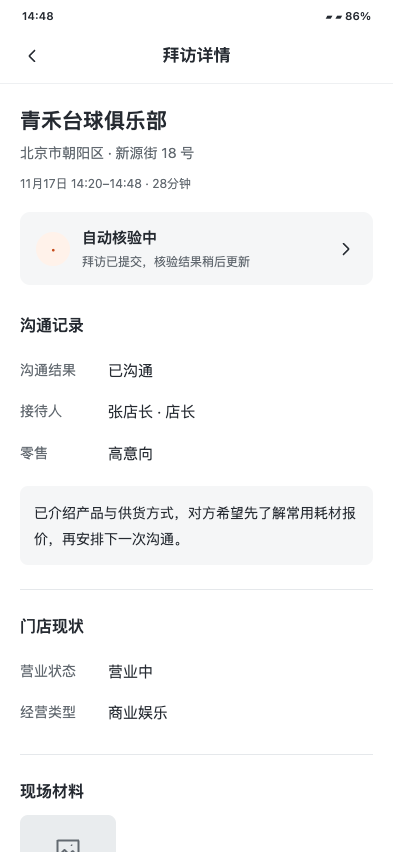 14:48
86%
拜访详情
青禾台球俱乐部
北京市朝阳区 · 新源街 18 号
11月17日 14:20–14:48 · 28分钟
自动核验中
拜访已提交，核验结果稍后更新
沟通记录
沟通结果 已沟通
接待人 张店长 · 店长
零售 高意向
已介绍产品与供货方式，对方希望先了解常用耗材报
价，再安排下一次沟通。
门店现状
营业状态 营业中
经营类型 商业娱乐
现场材料